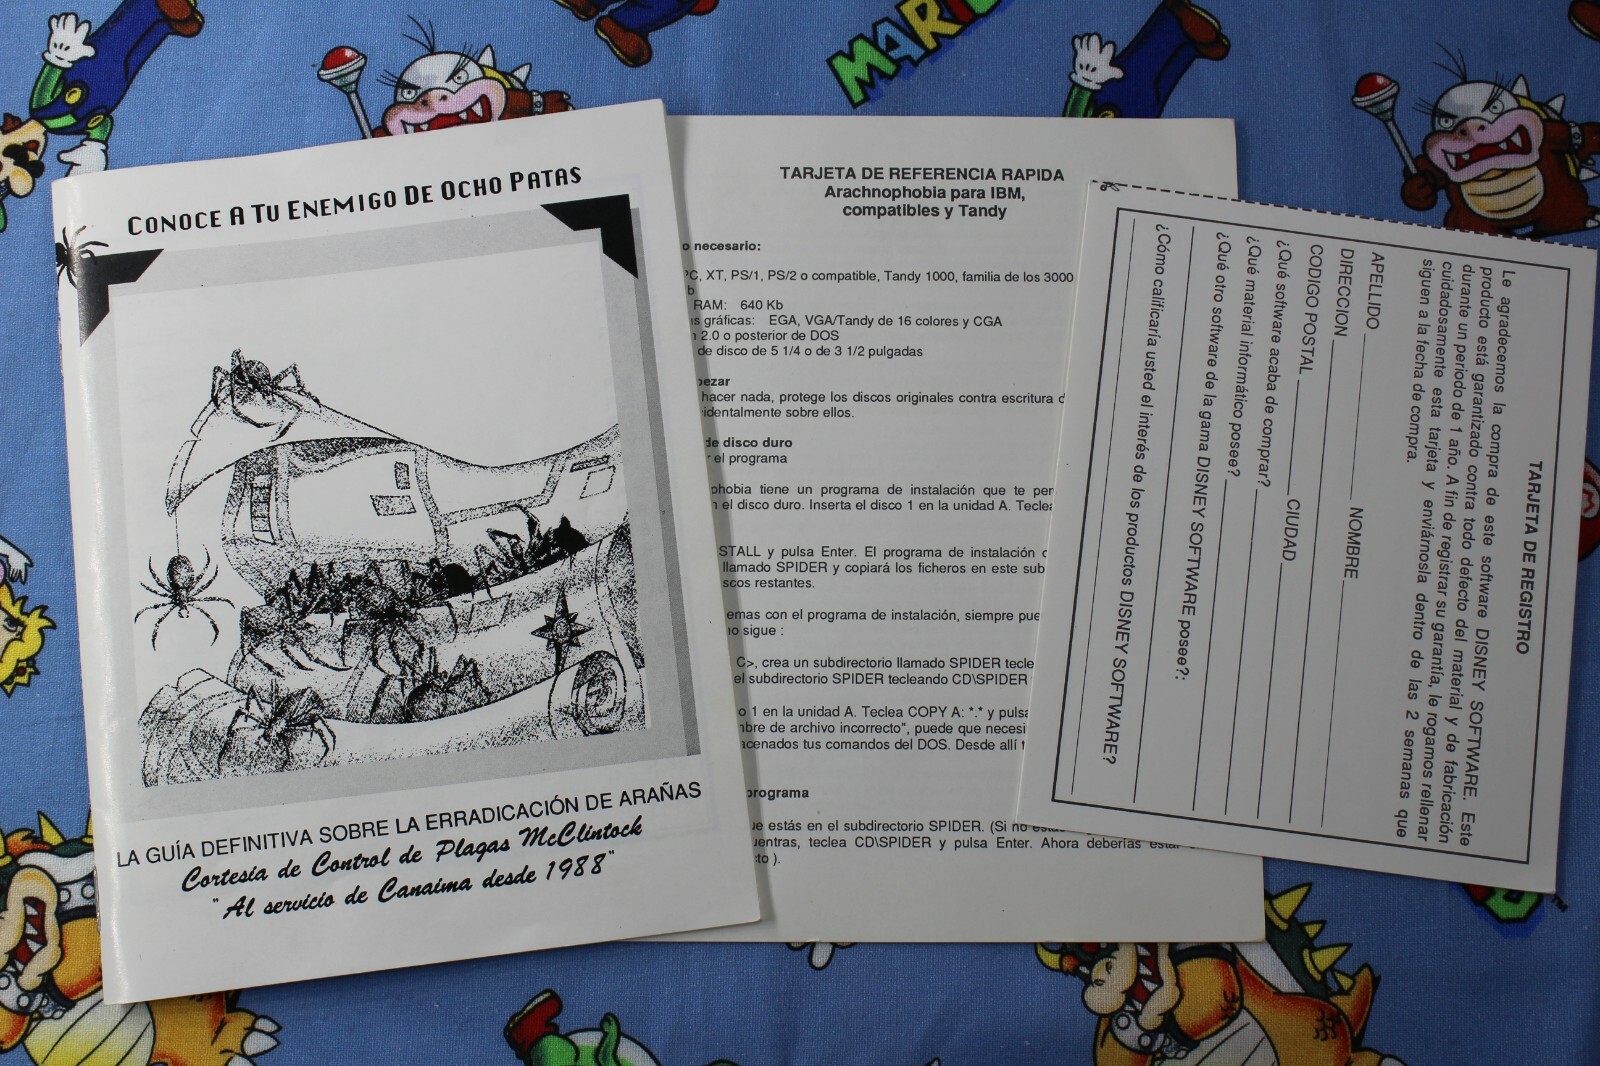 CONOCE A TU ENEMIGO DE OCHO PATAS
LA GUÍA DEFINITIVA SOBRE LA ERRADICACIÓN DE ARAÑAS
Cortesía de Control de Plagas McClintock
"Al servicio de Canaima desde 1988"
TARJETA DE REFERENCIA RAPIDA
Arachnophobia para IBM,
compatibles y Tandy
necesario:
XT, PS/1, PS/2 o compatible, Tandy 1000, familia de los 3000
RAM: 640 Kb
gráficas: EGA, VGA/Tandy de 16 colores y CGA
2.0 o posterior de DOS
de disco de 5 1/4 o de 3 1/2 pulgadas
hacer nada, protege los discos originales contra escritura
sobre ellos.
de disco duro
el programa
tiene un programa de instalación que te
el disco duro. Inserta el disco 1 en la unidad A.
y pulsa Enter. El programa de instalación
llamado SPIDER y copiará los ficheros en este
restantes.
con el programa de instalación, siempre
sigue :
C>, crea un subdirectorio llamado SPIDER
el subdirectorio SPIDER tecleando CD\SPIDER
1 en la unidad A. Teclea COPY A: *.* y
de archivo incorrecto", puede que
tus comandos del DOS. Desde allí
programa
estás en el subdirectorio SPIDER. (Si no
teclea CD\SPIDER y pulsa Enter. Ahora deberías
).
TARJETA DE REGISTRO
Le agradecemos la compra de este software DISNEY SOFTWARE. Este
producto está garantizado contra todo defecto del material y de fabricación
durante un periodo de 1 año. A fin de registrar su garantía, le rogamos rellenar
cuidadosamente esta tarjeta y enviárnosla dentro de las 2 semanas que
siguen a la fecha de compra.
APELLIDO NOMBRE
DIRECCION
CODIGO POSTAL CIUDAD
¿Qué software acaba de comprar?
¿Qué material informático posee?
¿Qué otro software de la gama DISNEY SOFTWARE posee?:
¿Cómo calificaría usted el interés de los productos DISNEY SOFTWARE?
MARIO
TM